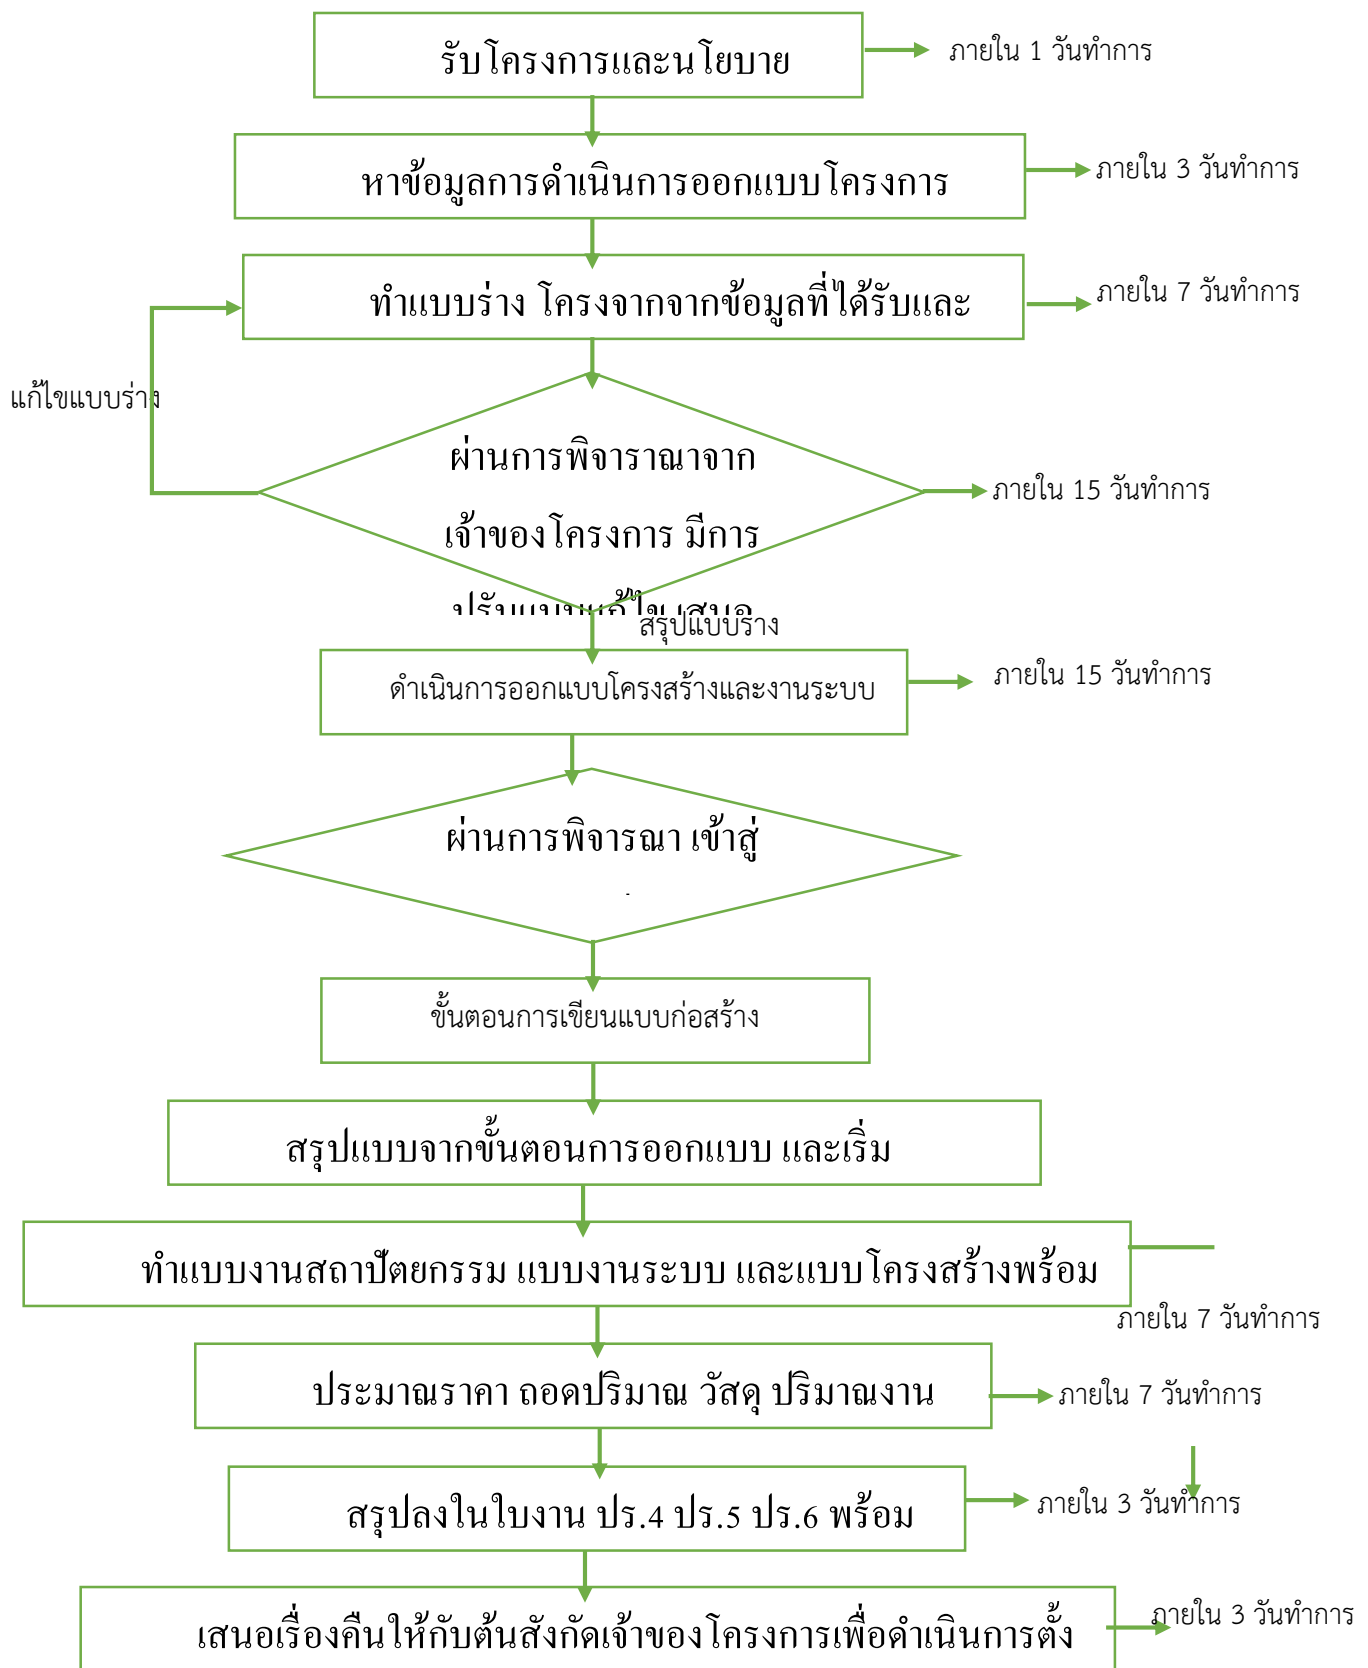 รับโครงการและนโยบาย
ภายใน 1 วันทำการ
หาข้อมูลการดำเนินการออกแบบโครงการ
ภายใน 3 วันทำการ
ทำแบบร่าง โครงจากจากข้อมูลที่ได้รับและ
ภายใน 7 วันทำการ
แก้ไขแบบร่าง
ผ่านการพิจาราณาจาก
เจ้าของโครงการ มีการ
ภายใน 15 วันทำการ
สรุปแบบร่าง
ดำเนินการออกแบบโครงสร้างและงานระบบ
ภายใน 15 วันทำการ
ผ่านการพิจารณา เข้าสู่
ขั้นตอนการเขียนแบบก่อสร้าง
สรุปแบบจากขั้นตอนการออกแบบ และเริ่ม
ทำแบบงานสถาปัตยกรรม แบบงานระบบ และแบบโครงสร้างพร้อม
ภายใน 7 วันทำการ
ประมาณราคา ถอดปริมาณ วัสดุ ปริมาณงาน
ภายใน 7 วันทำการ
สรุปลงในใบงาน ปร.4 ปร.5 ปร.6 พร้อม
ภายใน 3 วันทำการ
เสนอเรื่องคืนให้กับต้นสังกัดเจ้าของโครงการเพื่อดำเนินการตั้ง
ภายใน 3 วันทำการ